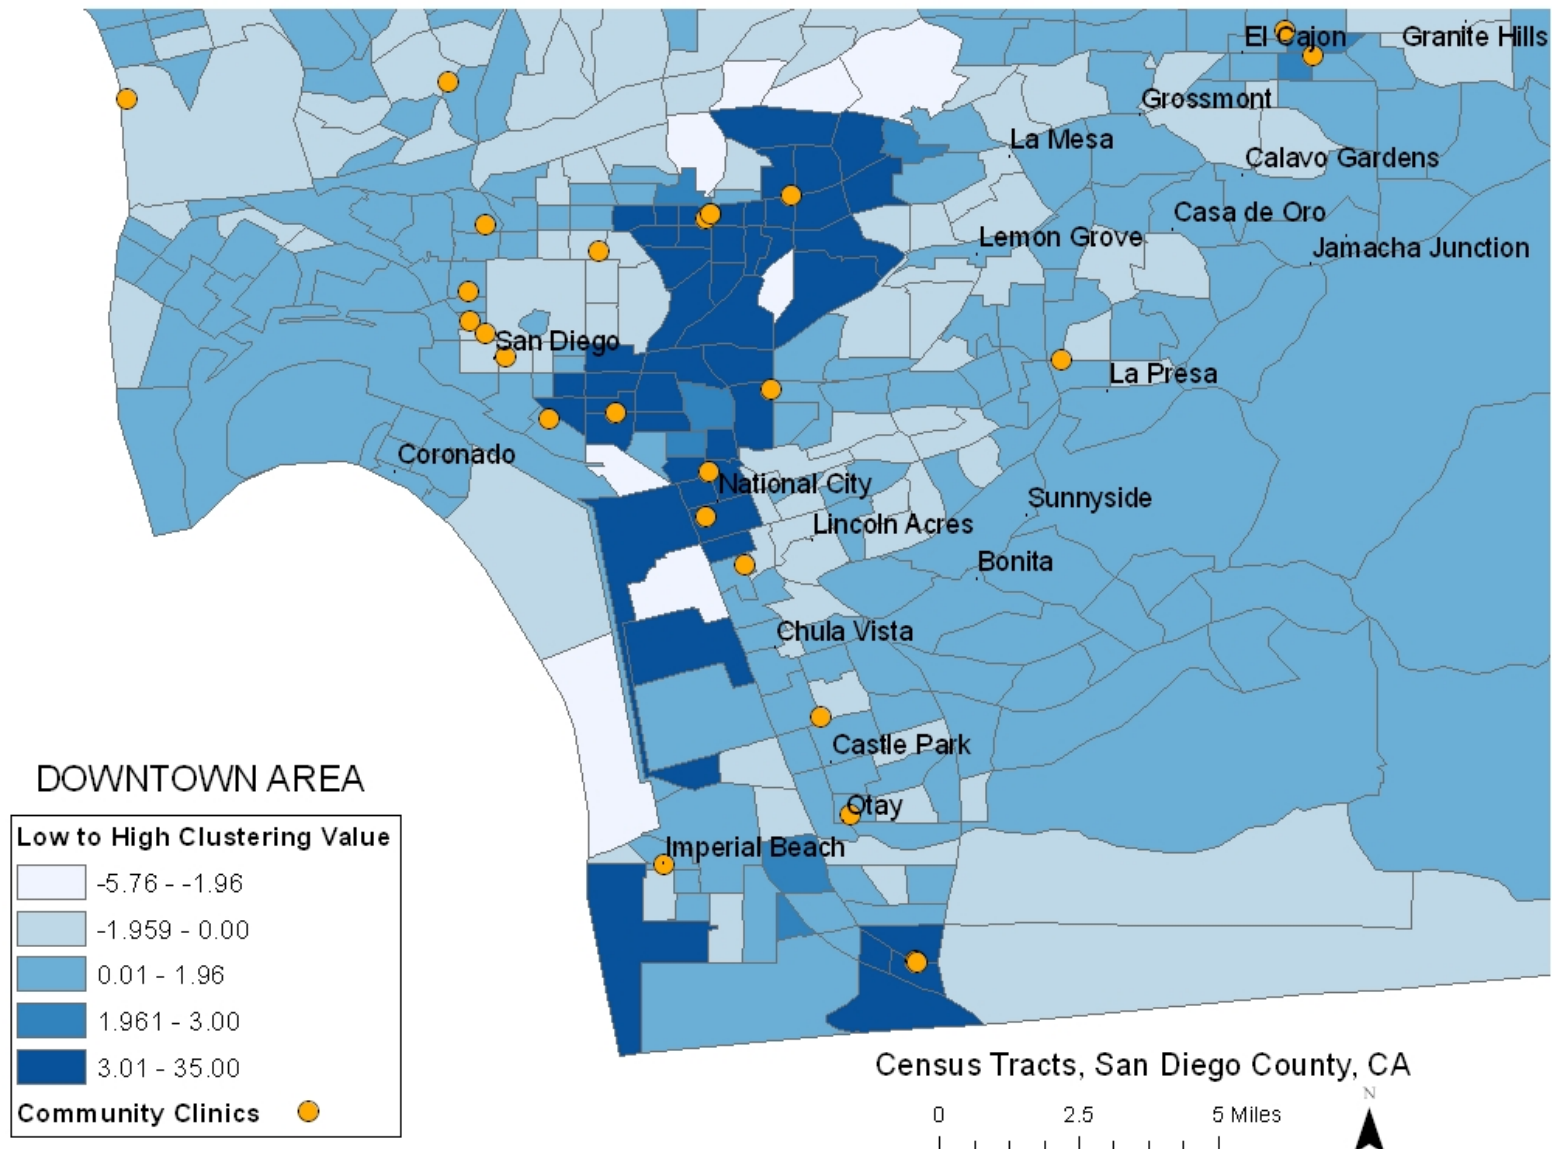 El Cajon
Granite Hills
Grossmont
La Mesa
Calavo Gardens
Casa de Oro
Lemon Grove
Jamacha Junction
San Diego
La Presa
Coronado
National City
Sunnyside
Lincoln Acres
Bonita
Chula Vista
Castle Park
Otay
Imperial Beach
DOWNTOWN AREA
Low to High Clustering Value
-5.76 - -1.96
-1.959 - 0.00
0.01 - 1.96
1.961 - 3.00
3.01 - 35.00
Community Clinics
Census Tracts, San Diego County, CA
N
0 2.5 5 Miles